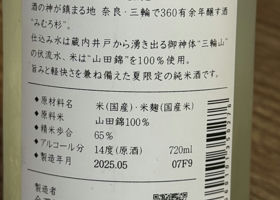 酒の神が鎮まる地 奈良・三輪で360有余年醸す酒
「みむろ杉」
仕込み水は蔵内井戸から湧き出る御神体“三輪山”
の伏流水、米は“山田錦”を100%使用。
旨みと軽快さを兼ね備えた夏限定の純米酒です。
●原材料名 米(国産)・米麹(国産米)
●原料米 山田錦100%
●精米歩合 65%
●アルコール分 14度(原酒) 720ml
●製造年月 2025.05 07F9
製造者